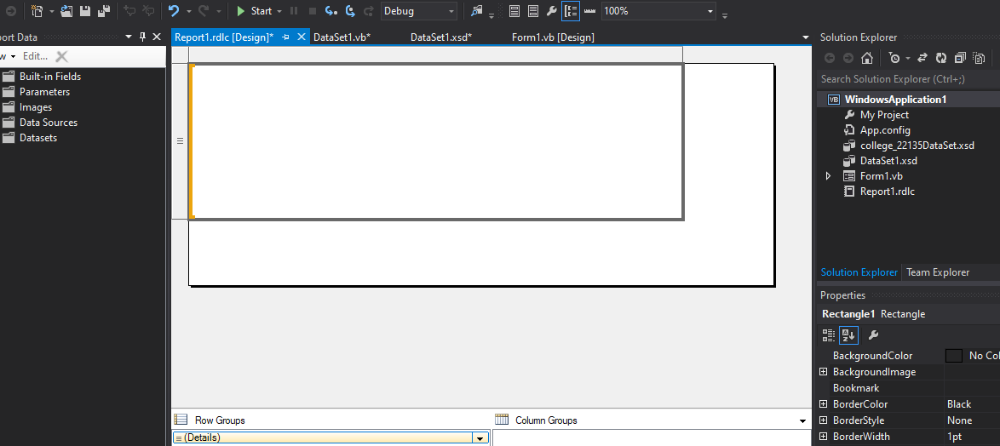 Start
Debug
100%
ort Data
w
Edit...
Built-in Fields
Parameters
Images
Data Sources
Datasets
Report1.rdlc [Design]*
DataSet1.vb*
DataSet1.xsd*
Form1.vb [Design]
Row Groups
(Details)
Column Groups
Solution Explorer
Search Solution Explorer (Ctrl+;)
VB WindowsApplication1
My Project
App.config
college_22135DataSet.xsd
DataSet1.xsd
Form1.vb
Report1.rdlc
Solution Explorer
Team Explorer
Properties
Rectangle1 Rectangle
BackgroundColor No Col
BackgroundImage
Bookmark
BorderColor Black
BorderStyle None
BorderWidth 1pt